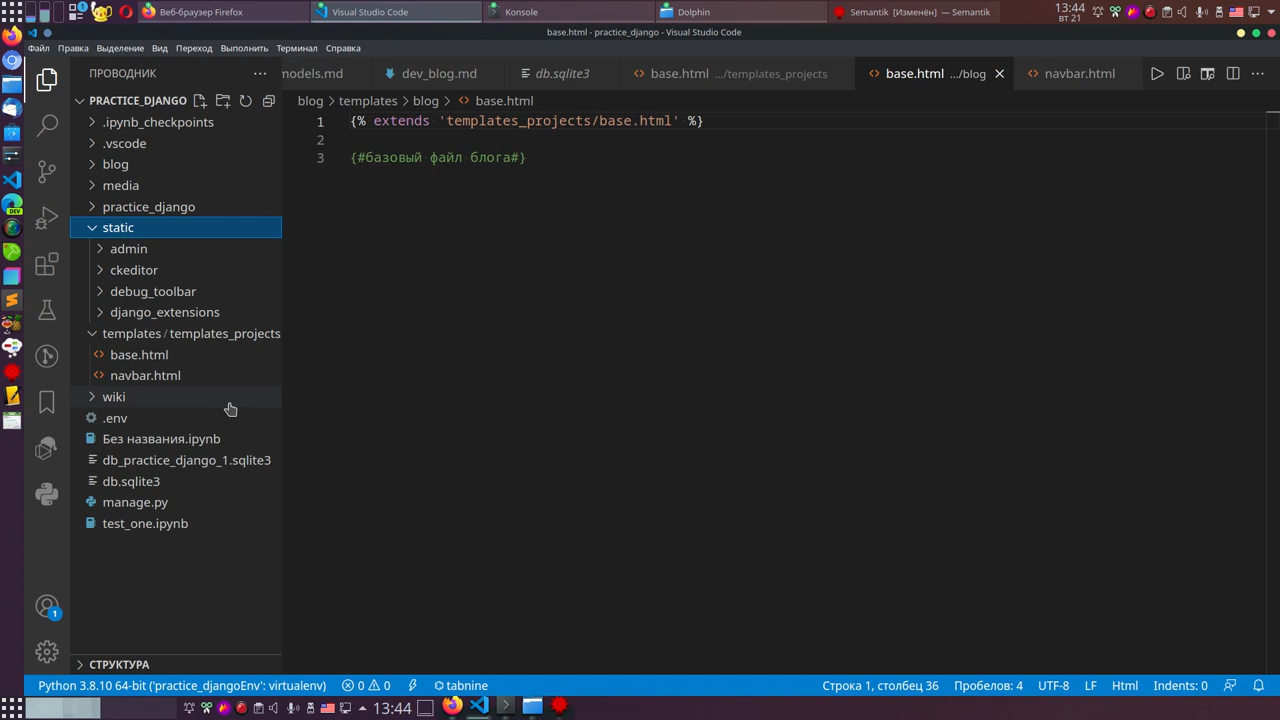 Веб-браузер Firefox
Visual Studio Code
Konsole
Dolphin
Semantik [Изменён] — Semantik
13:44
вт 21
base.html - practice_django - Visual Studio Code
Файл Правка Выделение Вид Переход Выполнить Терминал Справка
ПРОВОДНИК
models.md
dev_blog.md
db.sqlite3
base.html .../templates_projects
base.html .../blog
navbar.html
PRACTICE_DJANGO
blog > templates > blog > base.html
.ipynb_checkpoints
.vscode
blog
media
practice_django
static
admin
ckeditor
debug_toolbar
django_extensions
templates / templates_projects
base.html
navbar.html
wiki
.env
Без названия.ipynb
db_practice_django_1.sqlite3
db.sqlite3
manage.py
test_one.ipynb
1 {% extends 'templates_projects/base.html' %}
2
3 {#базовый файл блога#}
DEV
1
СТРУКТУРА
Python 3.8.10 64-bit ('practice_djangoEnv': virtualenv)
0 0
tabnine
Строка 1, столбец 36
Пробелов: 4
UTF-8
LF
Html
Indents: 0
13:44